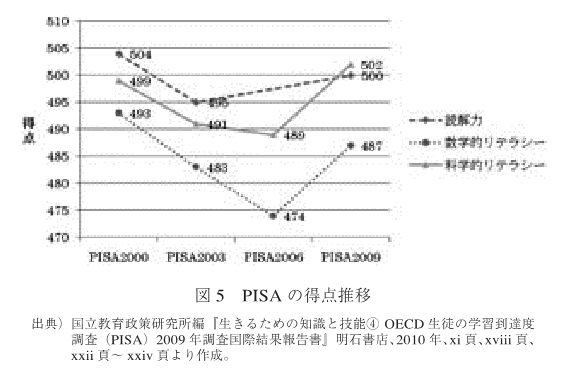 510
505
500
495
490
485
480
475
470
得点
504
499
493
495
491
483
489
474
502
500
487
PISA2000 PISA2003 PISA2006 PISA2009
読解力
数学的リテラシー
科学的リテラシー
図5 PISAの得点推移
出典）国立教育政策研究所編『生きるための知識と技能④ OECD 生徒の学習到達度
調査（PISA）2009 年調査国際結果報告書』明石書店、2010 年、xi 頁、xviii 頁、
xxii 頁～ xxiv 頁より作成。